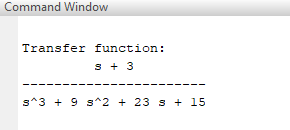 Command Window
Transfer function:
s + 3
-----------------------
s^3 + 9 s^2 + 23 s + 15